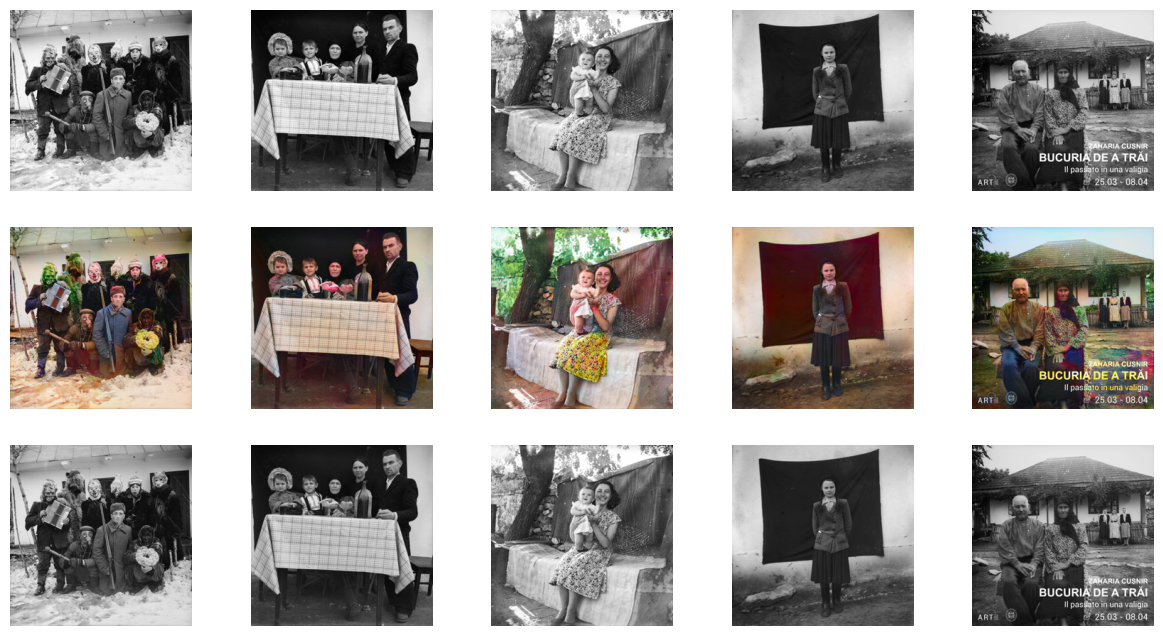 ZAHARIA CUSNIR
BUCURIA DE A TRĂI
Il passato in una valigia
25.03 - 08.04
ART
ZAHARIA CUSNIR
BUCURIA DE A TRĂI
Il passato in una valigia
25.03 - 08.04
ART
ZAHARIA CUSNIR
BUCURIA DE A TRĂI
Il passato in una valigia
25.03 - 08.04
ART